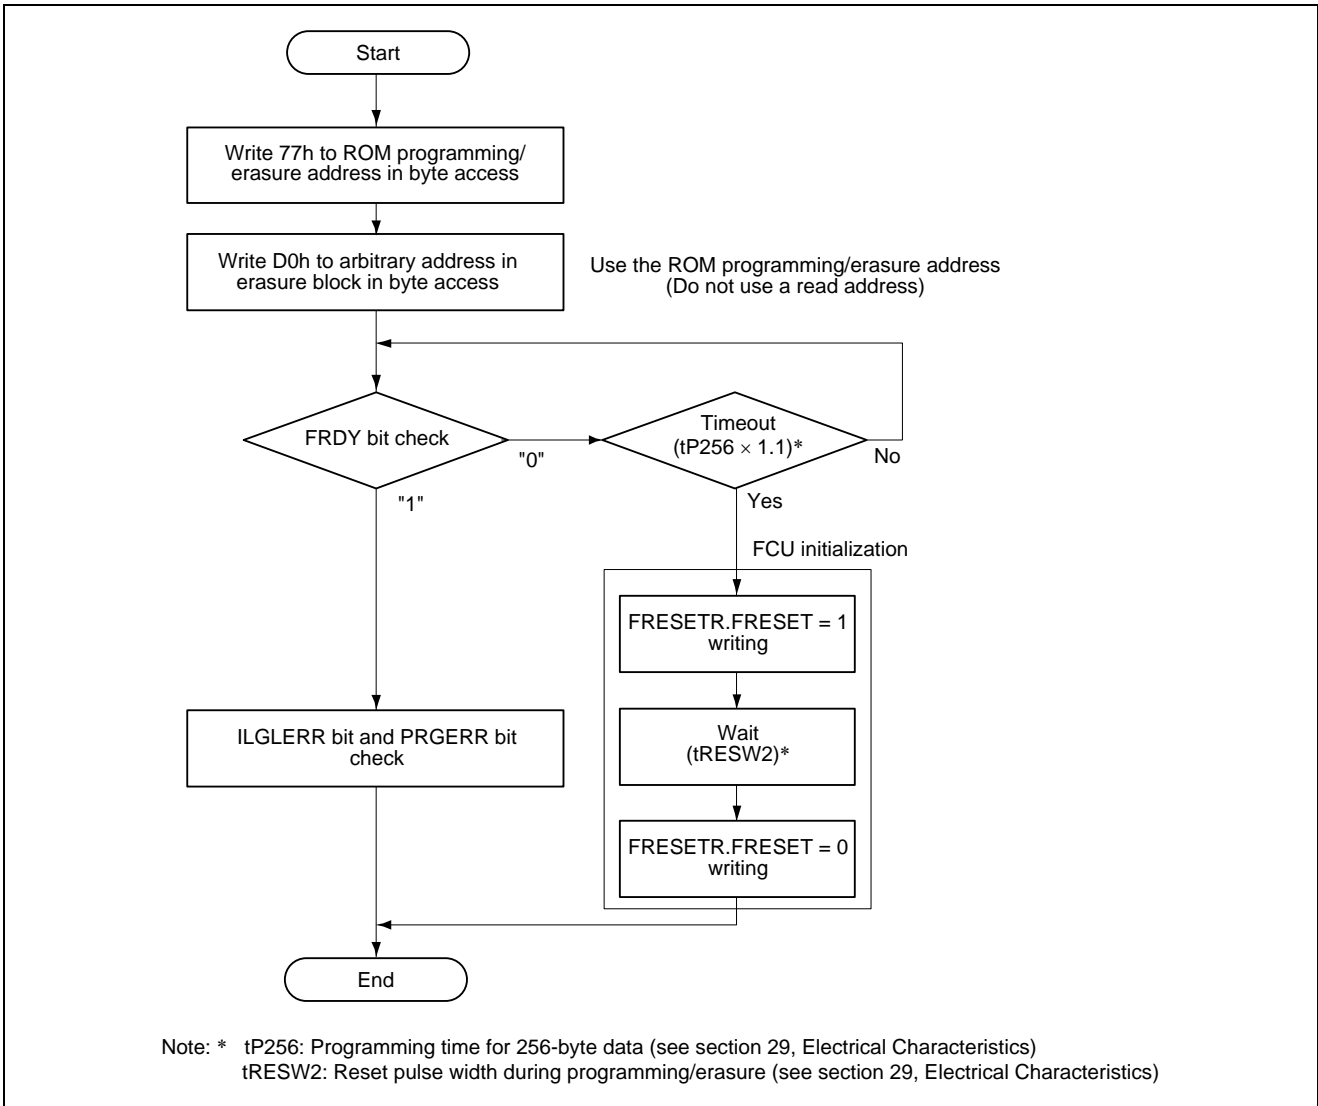 Start
Write 77h to ROM programming/
erasure address in byte access
Write D0h to arbitrary address in
erasure block in byte access
Use the ROM programming/erasure address
(Do not use a read address)
FRDY bit check
"0"
"1"
Timeout
(tP256 × 1.1)*
No
Yes
FCU initialization
FRESETR.FRESET = 1
writing
Wait
(tRESW2)*
FRESETR.FRESET = 0
writing
ILGLERR bit and PRGERR bit
check
End
Note: * tP256: Programming time for 256-byte data (see section 29, Electrical Characteristics)
tRESW2: Reset pulse width during programming/erasure (see section 29, Electrical Characteristics)